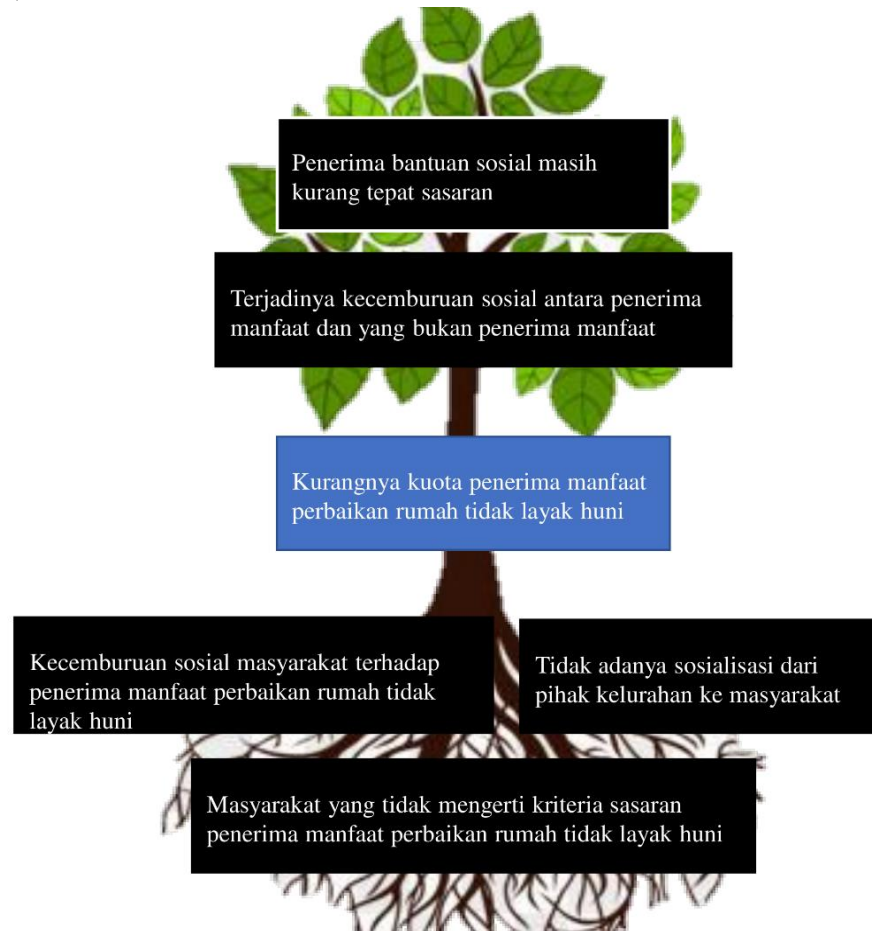 Penerima bantuan sosial masih
kurang tepat sasaran
Terjadinya kecemburuan sosial antara penerima
manfaat dan yang bukan penerima manfaat
Kurangnya kuota penerima manfaat
perbaikan rumah tidak layak huni
Kecemburuan sosial masyarakat terhadap
penerima manfaat perbaikan rumah tidak
layak huni
Tidak adanya sosialisasi dari
pihak kelurahan ke masyarakat
Masyarakat yang tidak mengerti kriteria sasaran
penerima manfaat perbaikan rumah tidak layak huni